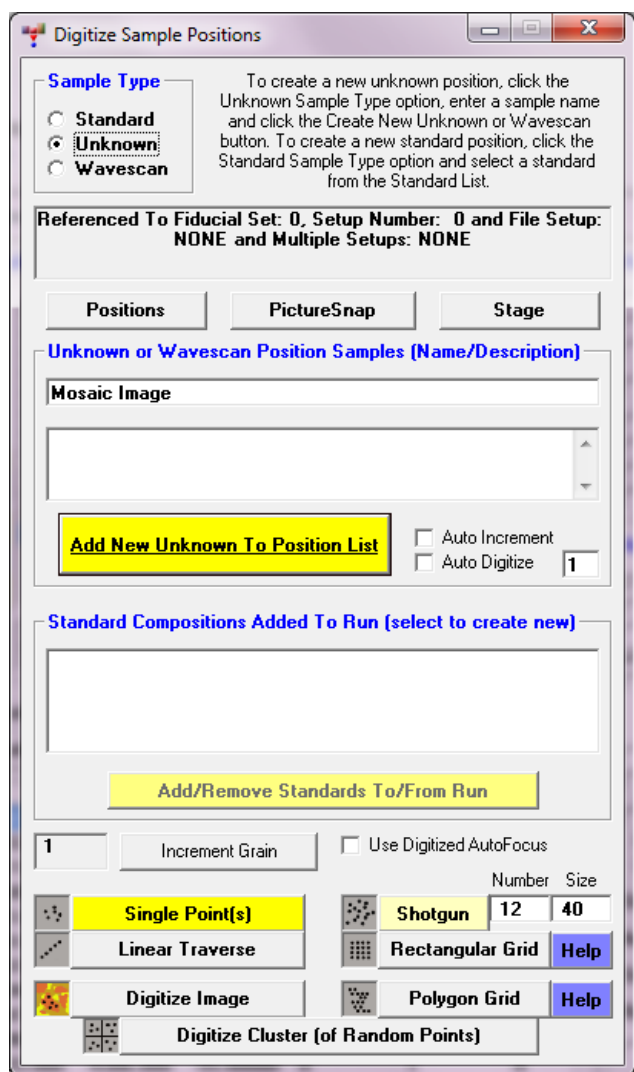 Digitize Sample Positions
Sample Type
Standard
Unknown
Wavescan
To create a new unknown position, click the
Unknown Sample Type option, enter a sample name
and click the Create New Unknown or Wavescan
button. To create a new standard position, click the
Standard Sample Type option and select a standard
from the Standard List.
Referenced To Fiducial Set: 0, Setup Number:  0 and File Setup:
NONE and Multiple Setups: NONE
Positions
PictureSnap
Stage
Unknown or Wavescan Position Samples (Name/Description)
Mosaic Image
Add New Unknown To Position List
Auto Increment
Auto Digitize
1
Standard Compositions Added To Run (select to create new)
Add/Remove Standards To/From Run
1
Increment Grain
Use Digitized AutoFocus
Number Size
Single Point(s)
Shotgun
12
40
Linear Traverse
Rectangular Grid
Help
Digitize Image
Polygon Grid
Help
Digitize Cluster (of Random Points)